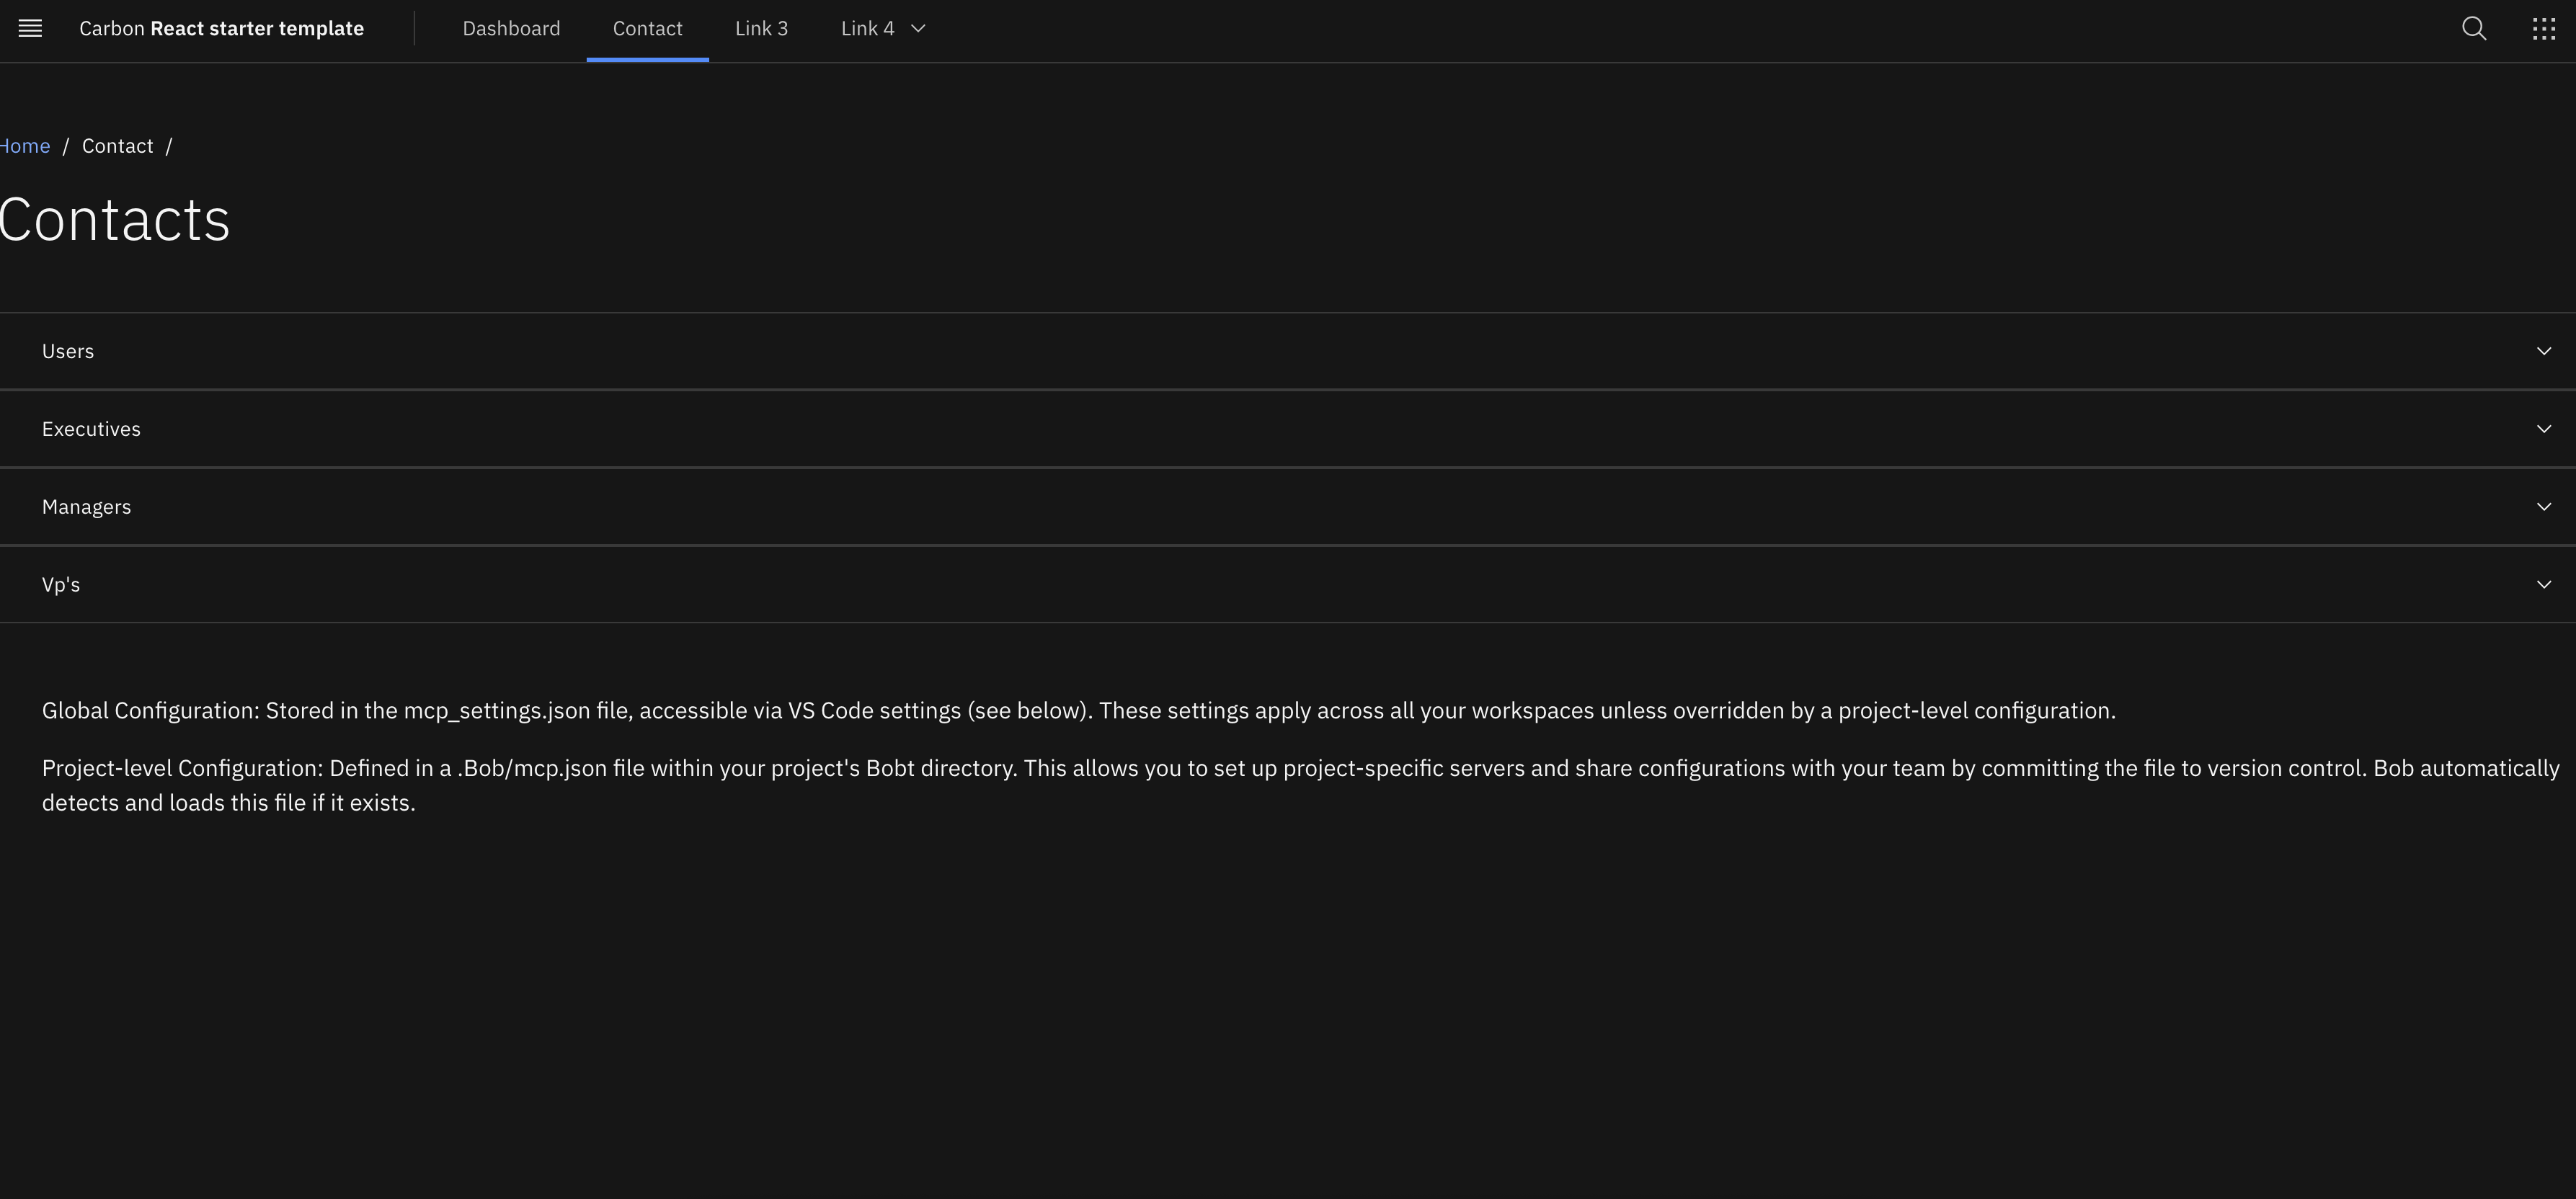 Carbon React starter template Dashboard Contact Link 3 Link 4
Home / Contact /
Contacts
Users
Executives
Managers
Vp's
Global Configuration: Stored in the mcp_settings.json file, accessible via VS Code settings (see below). These settings apply across all your workspaces unless overridden by a project-level configuration.
Project-level Configuration: Defined in a .Bob/mcp.json file within your project's Bobt directory. This allows you to set up project-specific servers and share configurations with your team by committing the file to version control. Bob automatically
detects and loads this file if it exists.